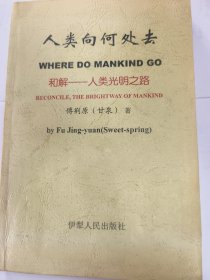 人类向何处去
WHERE DO MANKIND GO
和解——人类光明之路
RECONCILE, THE BRIGHT WAY OF MANKIND
傅荆原（甘泉）著
by Fu Jing-yuan(Sweet-spring)
伊犁人民出版社